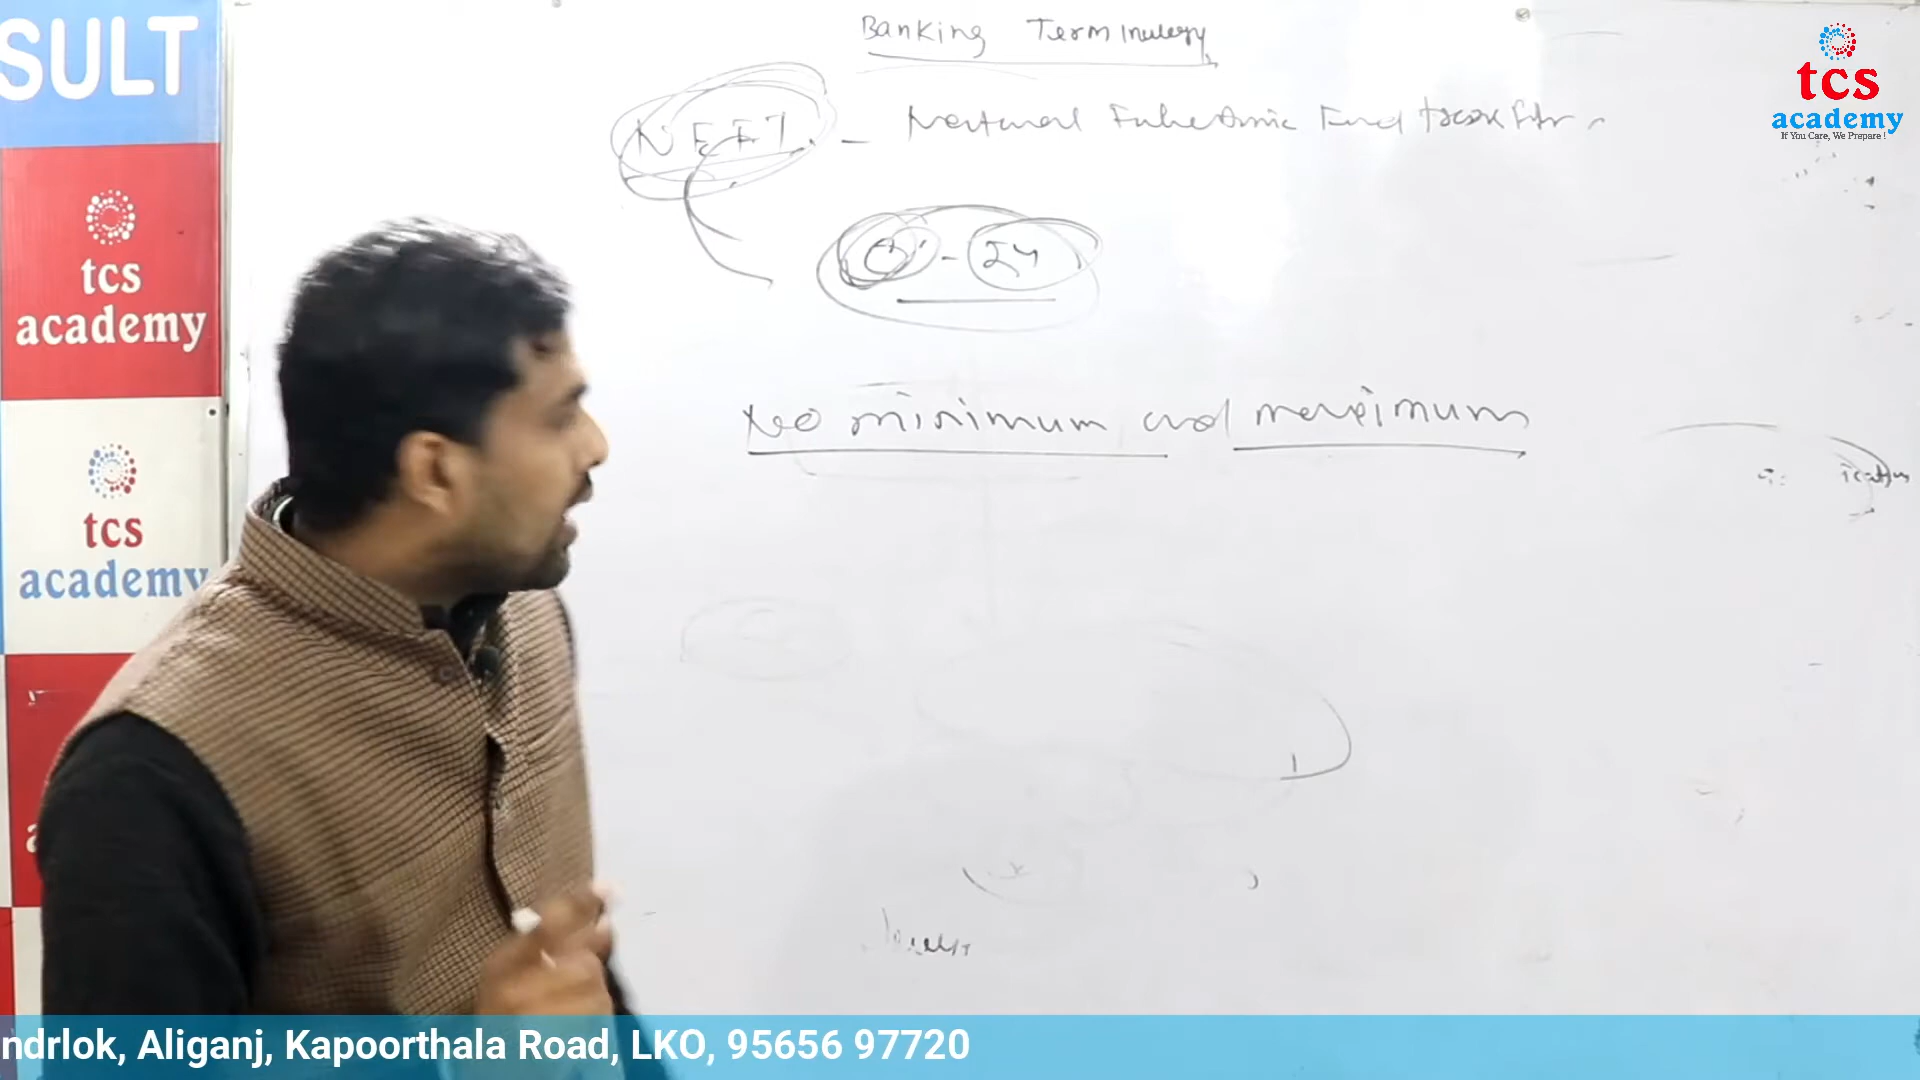 SULT
Banking Terminology
tcs
academy
If You Care, We Prepare !
NEFT - National Eulectronic Fund transfer
tcs
academy
0 - 24
No minimum and maximum
tcs
academy
ndrlok, Aliganj, Kapoorthala Road, LKO, 95656 97720